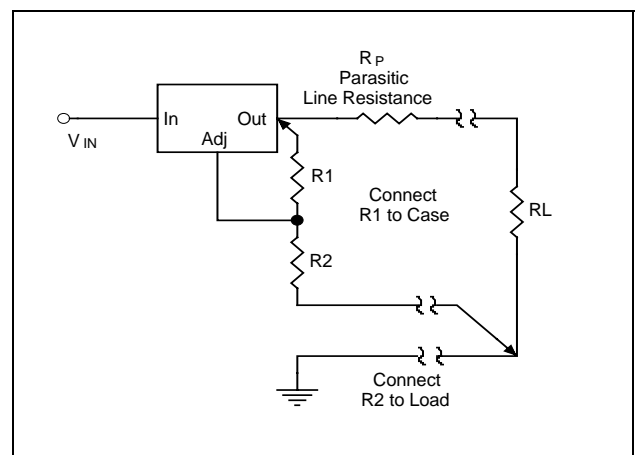 R P
Parasitic
Line Resistance
In
Out
V IN
Adj
R1
Connect
R1 to Case
RL
R2
Connect
R2 to Load